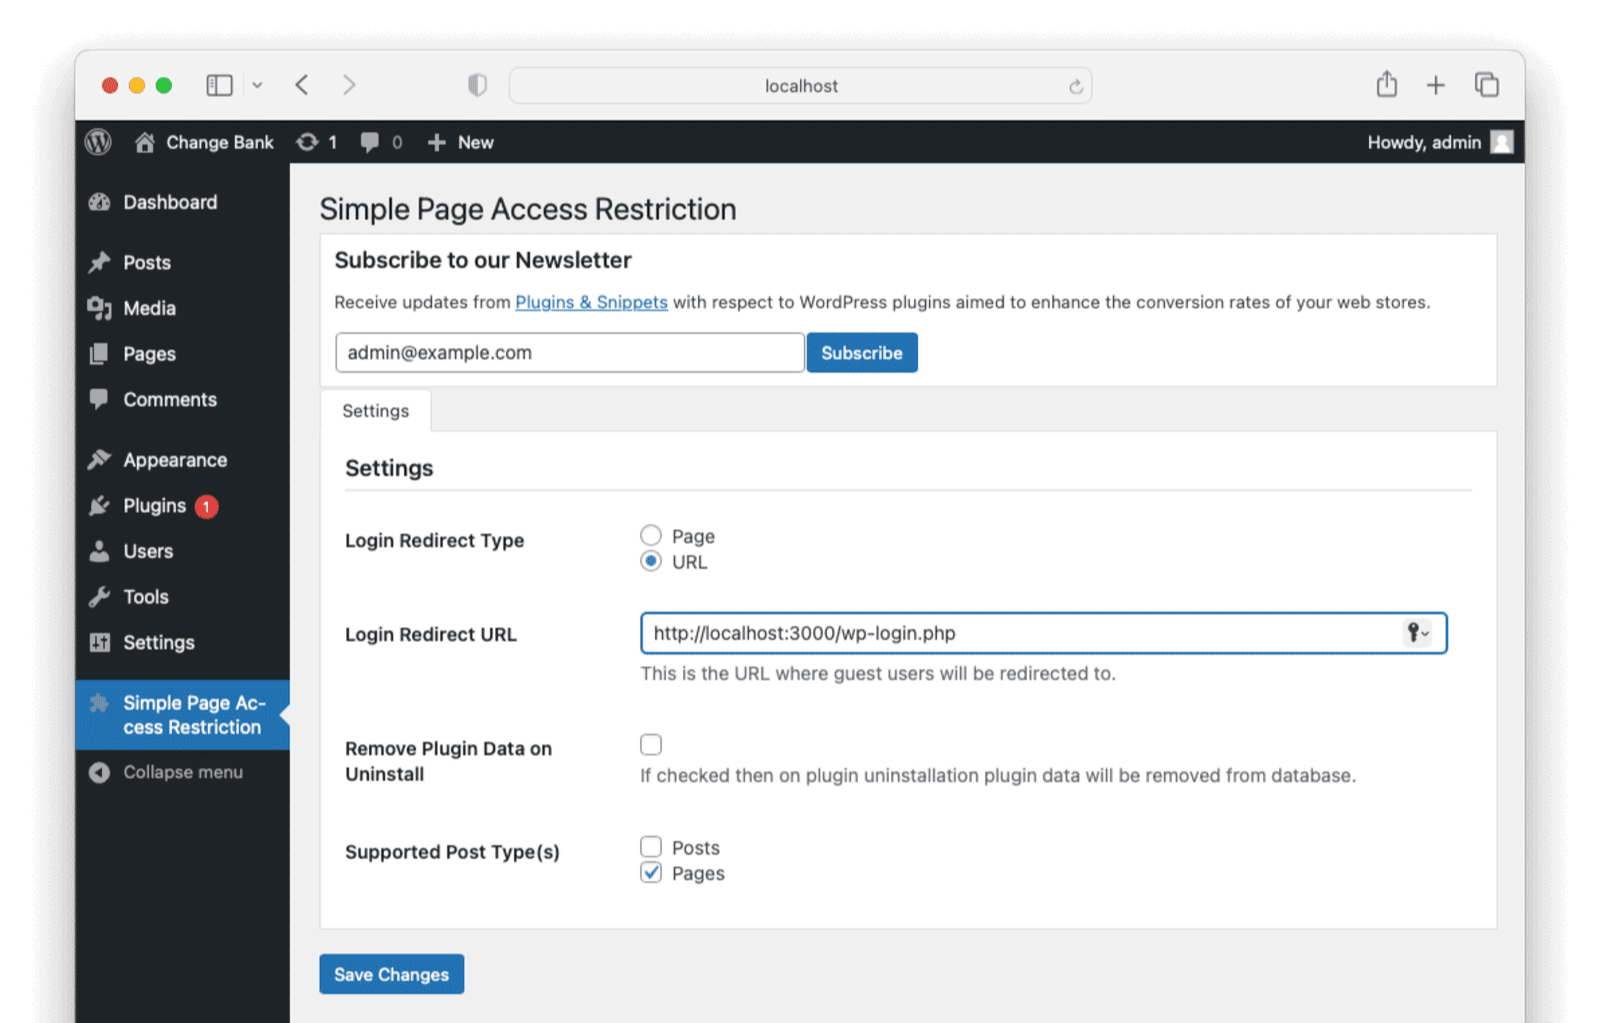 localhost
Change Bank 1 0 New Howdy, admin
Dashboard
Posts
Media
Pages
Comments
Appearance
Plugins 1
Users
Tools
Settings
Simple Page Ac-
cess Restriction
Collapse menu
Simple Page Access Restriction
Subscribe to our Newsletter
Receive updates from Plugins & Snippets with respect to WordPress plugins aimed to enhance the conversion rates of your web stores.
admin@example.com Subscribe
Settings
Settings
Login Redirect Type
Page
URL
Login Redirect URL
http://localhost:3000/wp-login.php
This is the URL where guest users will be redirected to.
Remove Plugin Data on
Uninstall
If checked then on plugin uninstallation plugin data will be removed from database.
Supported Post Type(s)
Posts
Pages
Save Changes